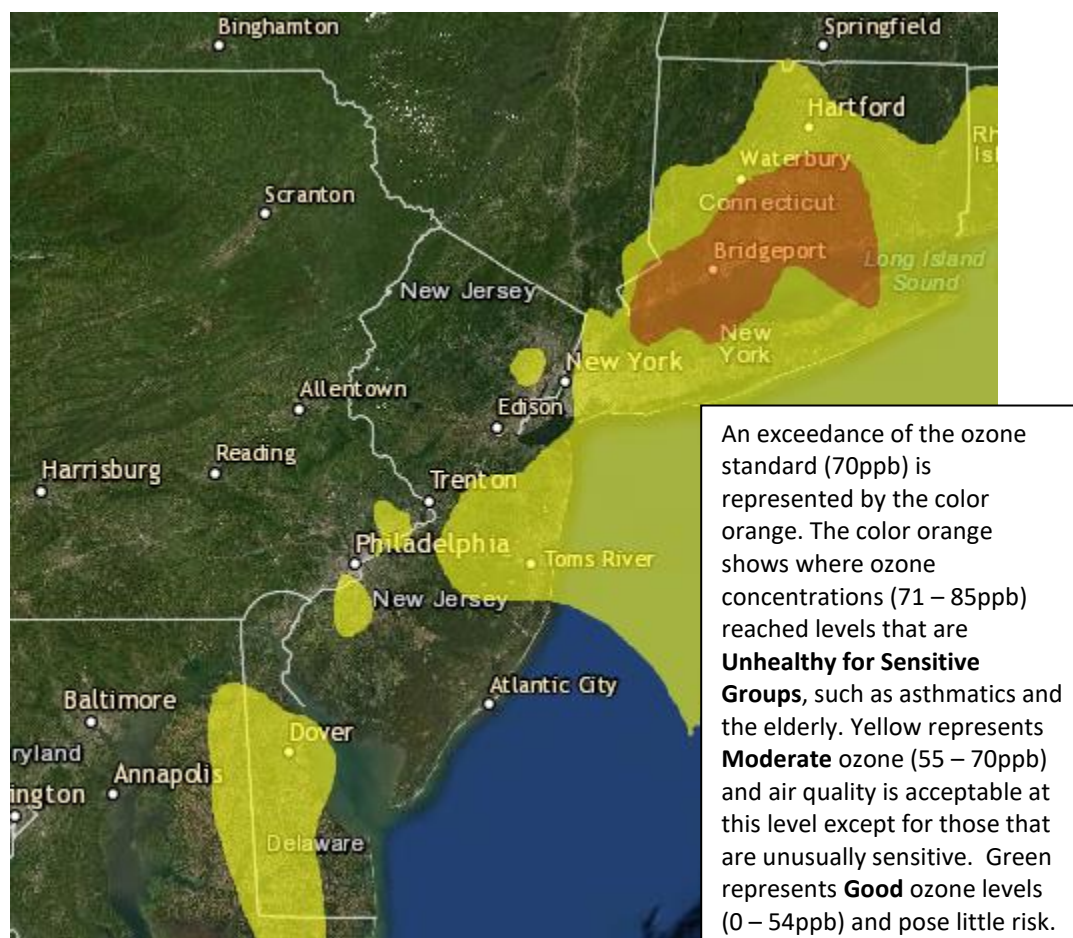 Binghamton
Springfield
Hartford
Rh
Isl
Waterbury
Connecticut
Scranton
Bridgeport
Long Island
Sound
New Jersey
New
York
New York
Allentown
Edison
Reading
Harrisburg
Trenton
Philadelphia
Toms River
New Jersey
Atlantic City
Baltimore
Dover
ryland
Annapolis
ington
Delaware
An exceedance of the ozone
standard (70ppb) is
represented by the color
orange. The color orange
shows where ozone
concentrations (71 – 85ppb)
reached levels that are
Unhealthy for Sensitive
Groups, such as asthmatics and
the elderly. Yellow represents
Moderate ozone (55 – 70ppb)
and air quality is acceptable at
this level except for those that
are unusually sensitive.  Green
represents Good ozone levels
(0 – 54ppb) and pose little risk.